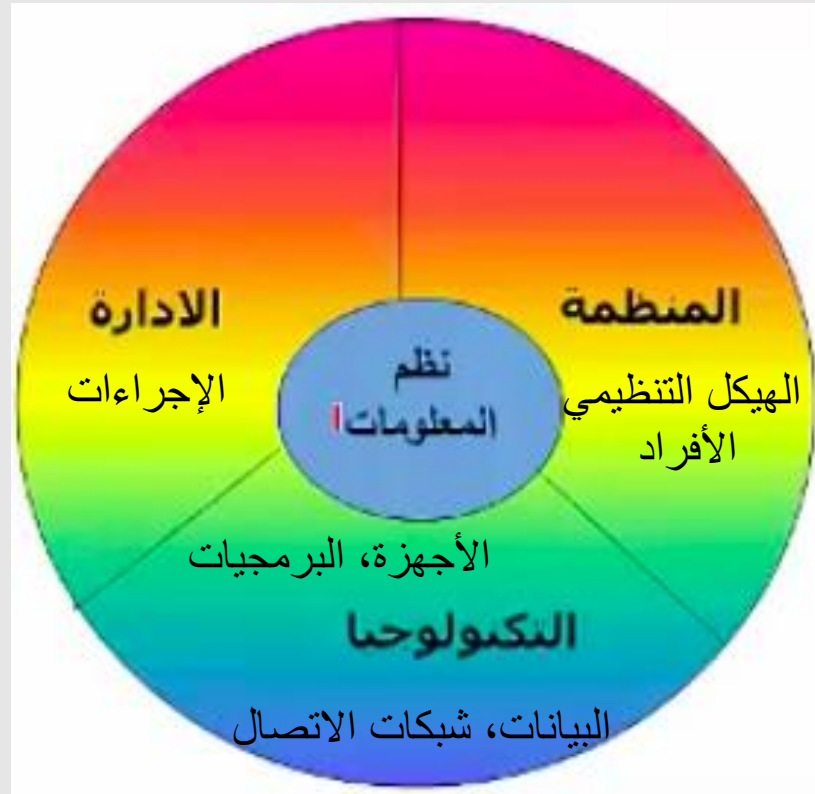 المنظمة
الهيكل التنظيمي
الأفراد
الادارة
الإجراءات
نظم
المعلومات
الأجهزة، البرمجيات
التكنولوجيا
البيانات، شبكات الاتصال